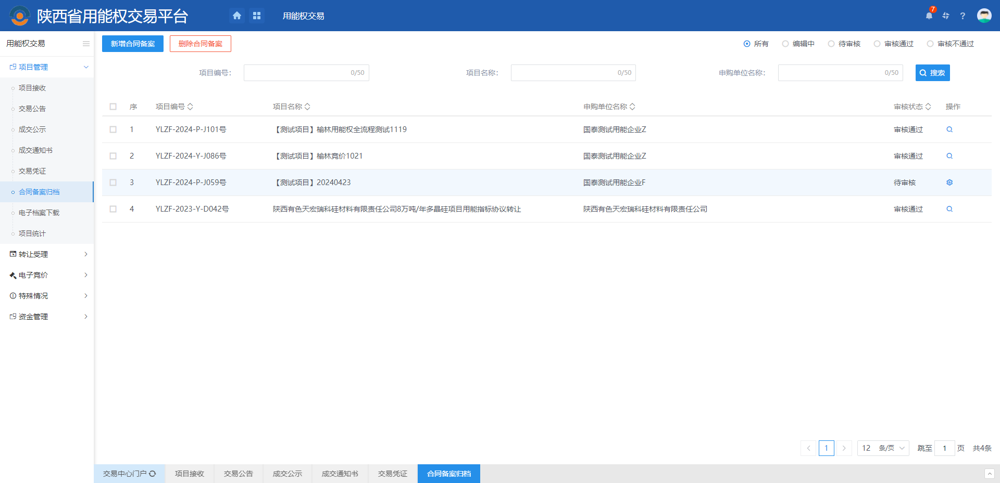 陕西省用能权交易平台
用能权交易
7
用能权交易
新增合同备案 删除合同备案
所有 编辑中 待审核 审核通过 审核不通过
项目管理
项目编号： 0/50 项目名称： 0/50 申购单位名称： 0/50 搜索
项目接收
交易公告
成交公示
成交通知书
交易凭证
合同备案归档
电子档案下载
项目统计
转让受理
电子竞价
特殊情况
资金管理
序 项目编号 项目名称 申购单位名称 审核状态 操作
1 YLZF-2024-P-J101号 【测试项目】榆林用能权全流程测试1119 国泰测试用能企业Z 审核通过
2 YLZF-2024-Y-J086号 【测试项目】榆林竞价1021 国泰测试用能企业Z 审核通过
3 YLZF-2024-P-J059号 【测试项目】20240423 国泰测试用能企业F 待审核
4 YLZF-2023-Y-D042号 陕西有色天宏瑞科硅材料有限责任公司8万吨/年多晶硅项目用能指标协议转让 陕西有色天宏瑞科硅材料有限责任公司 审核通过
1 12 条/页 跳至 1 页 共4条
交易中心门户 项目接收 交易公告 成交公示 成交通知书 交易凭证 合同备案归档